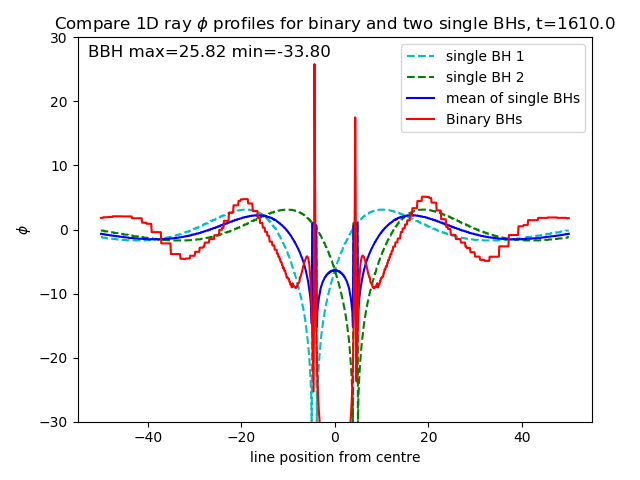 Compare 1D ray ϕ profiles for binary and two single BHs, t=1610.0
BBH max=25.82 min=-33.80
single BH 1
single BH 2
mean of single BHs
Binary BHs
30
20
10
0
−10
−20
−30
ϕ
−40
−20
0
20
40
line position from centre